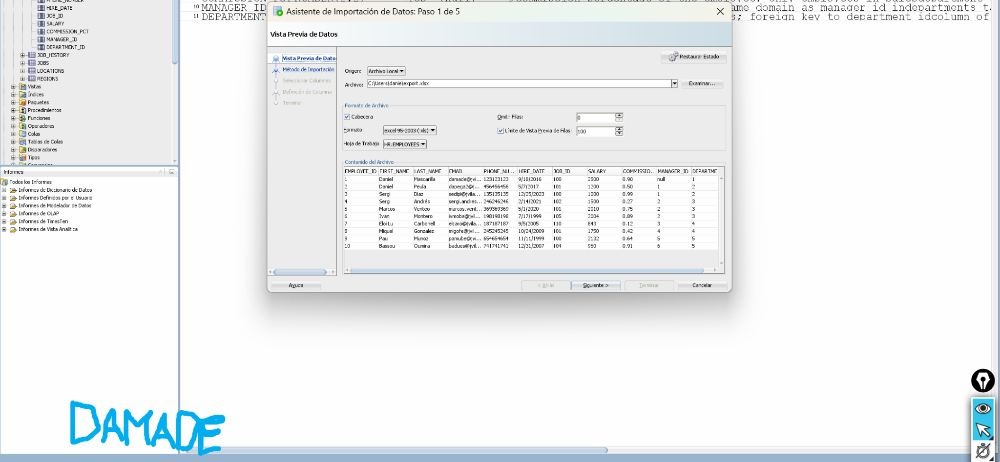 HIRE_DATE
JOB_ID
SALARY
COMMISSION_PCT
MANAGER_ID
DEPARTMENT_ID
JOB_HISTORY
JOBS
LOCATIONS
REGIONS
Vistas
Índices
Paquetes
Procedimientos
Funciones
Operadores
Colas
Tablas de Colas
Disparadores
Tipos
Informes
Todos los Informes
Informes de Diccionario de Datos
Informes Definidos por el Usuario
Informes de Modelador de Datos
Informes de OLAP
Informes de TimesTen
Informes de Vista Analítica
10 MANAGER ID
ame domain as manager id indepartments ta
11 DEPARTMENT
s; foreign key to department idcolumn of
Asistente de Importación de Datos: Paso 1 de 5
Vista Previa de Datos
Vista Previa de Datos
Método de Importación
Seleccionar Columnas
Definición de Columna
Terminar
Restaurar Estado
Origen: Archivo Local
Archivo: C:\Users\danie\export.xlsx Examinar...
Formato de Archivo
Cabecera Omitir Filas: 0
Formato: excel 95-2003 ( xls) Límite de Vista Previa de Filas: 100
Hoja de Trabajo HR.EMPLOYEES
Contenido del Archivo
EMPLOYEE_ID FIRST_NAME LAST_NAME EMAIL PHONE_NU... HIRE_DATE JOB_ID SALARY COMMISSIO... MANAGER_ID DEPARTME.
1 Daniel Mascarilla damade@jvi... 123123123 9/18/2016 100 2500 0.90 null 1
2 Daniel Peula dapega2@j... 456456456 5/7/2017 101 1200 0.50 1 2
3 Sergi Diaz sedipi@jvila... 135135135 12/25/2023 100 1000 0.99 1 2
4 Sergi Andrés sergi.andres... 246246246 2/14/2021 102 1500 0.27 2 3
5 Marcos Venteo marcos.vent... 369369369 5/1/2020 101 2010 0.75 2 3
6 Ivan Montero ivmoba@jvil... 198198198 7/17/1999 105 2004 0.89 2 3
7 Eloi Lu Carbonell elcaro@jvila... 187187187 9/5/2005 110 843 0.12 3 4
8 Miquel Gonzalez migofe@jvil... 245245245 10/24/2009 101 1750 0.42 4 4
9 Pau Munoz pamube@jvi... 654654654 11/11/1999 100 2132 0.64 5 5
10 Bassou Oumira badues@jvil... 741741741 12/31/2007 104 950 0.91 6 5
Ayuda < Atrás Siguiente > Terminar Cancelar
DAMADE